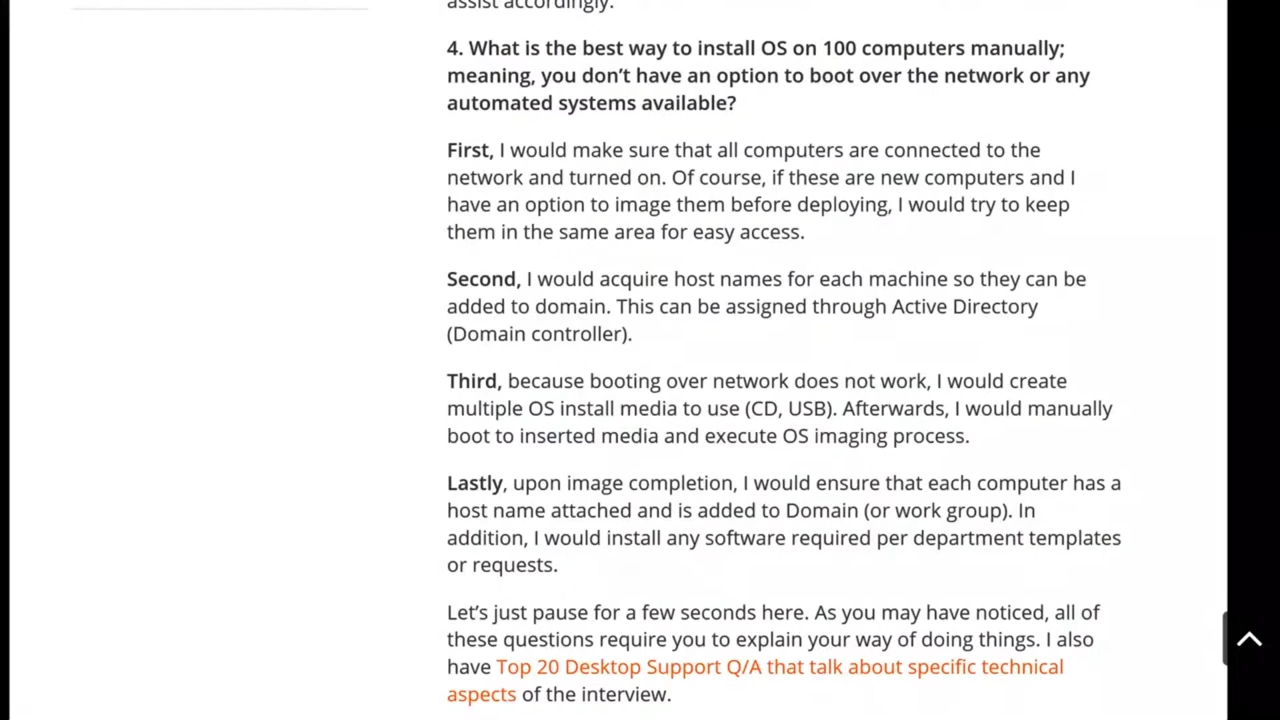 assist accordingly.
4. What is the best way to install OS on 100 computers manually;
meaning, you don't have an option to boot over the network or any
automated systems available?
First, I would make sure that all computers are connected to the
network and turned on. Of course, if these are new computers and I
have an option to image them before deploying, I would try to keep
them in the same area for easy access.
Second, I would acquire host names for each machine so they can be
added to domain. This can be assigned through Active Directory
(Domain controller).
Third, because booting over network does not work, I would create
multiple OS install media to use (CD, USB). Afterwards, I would manually
boot to inserted media and execute OS imaging process.
Lastly, upon image completion, I would ensure that each computer has a
host name attached and is added to Domain (or work group). In
addition, I would install any software required per department templates
or requests.
Let's just pause for a few seconds here. As you may have noticed, all of
these questions require you to explain your way of doing things. I also
have Top 20 Desktop Support Q/A that talk about specific technical
aspects of the interview.